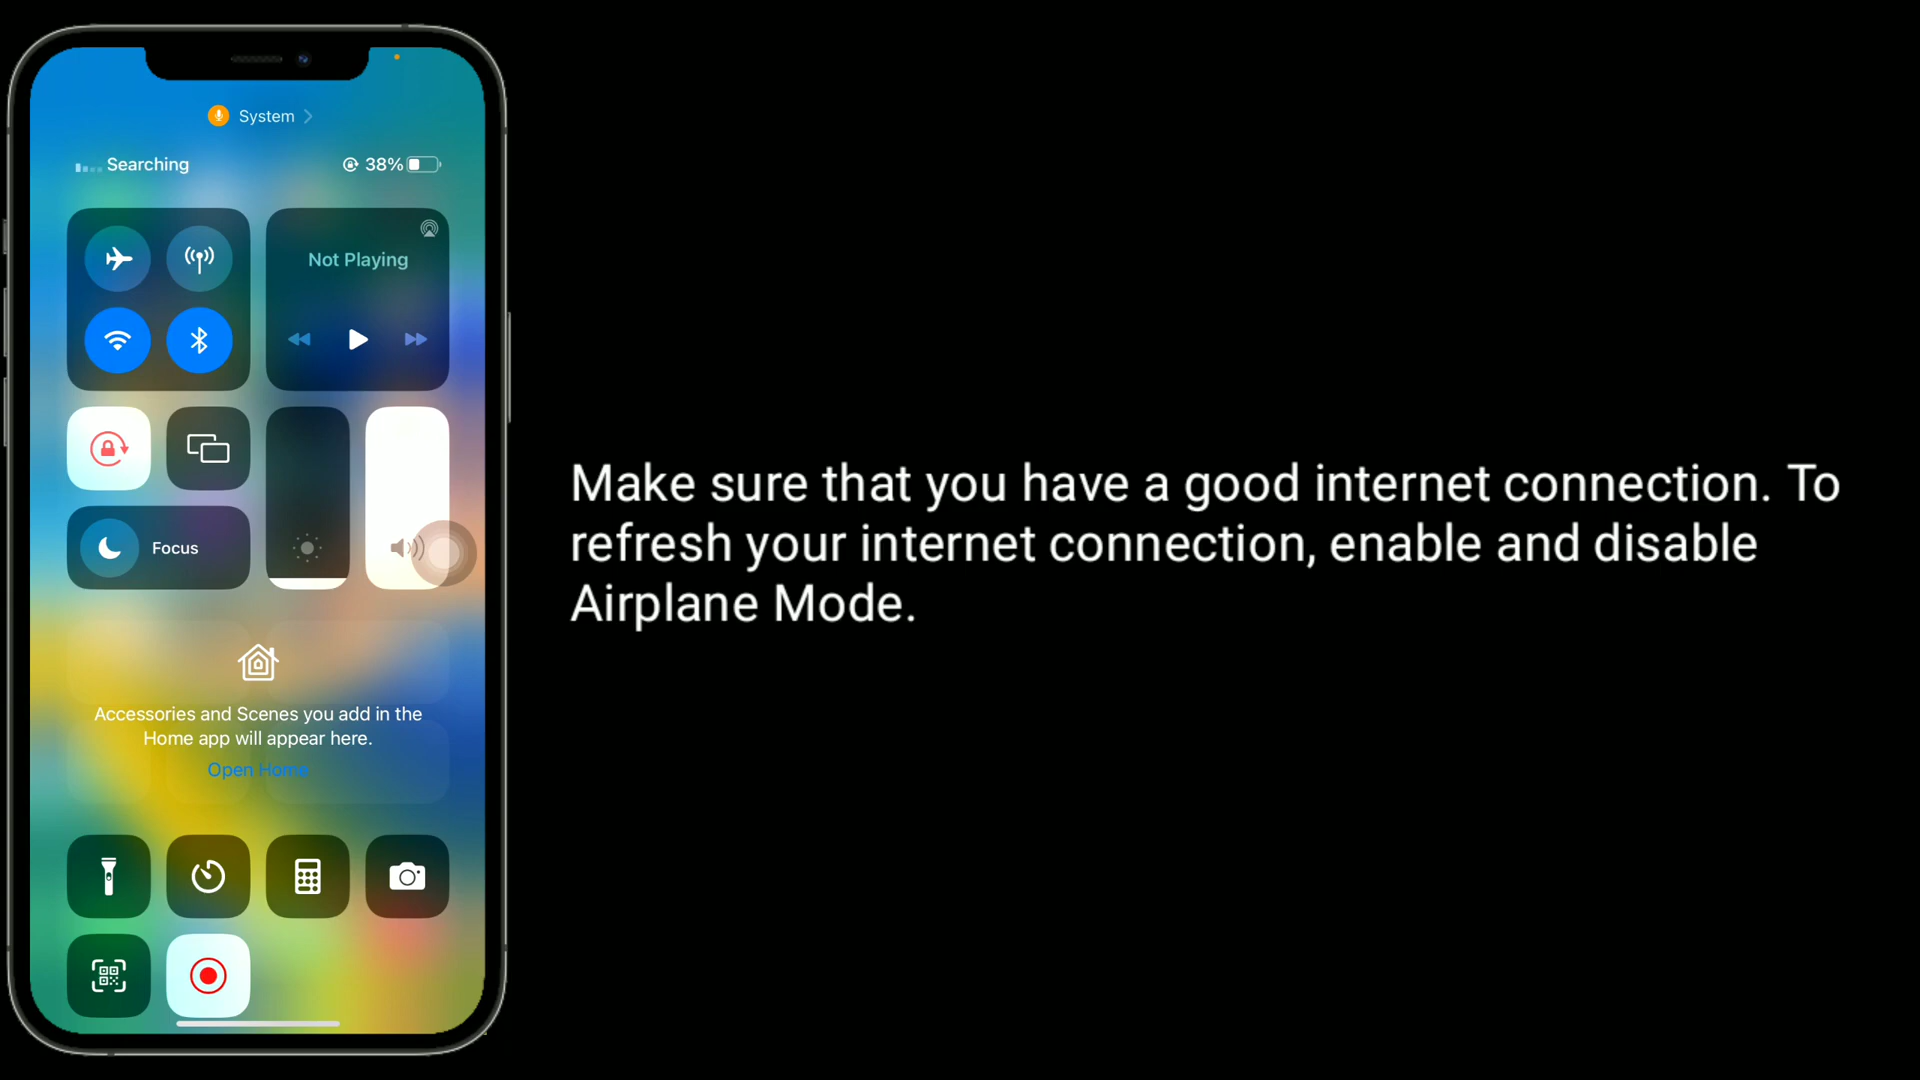 System
Searching
38%
Not Playing
Focus
Accessories and Scenes you add in the
Home app will appear here.
Open Home
Make sure that you have a good internet connection. To
refresh your internet connection, enable and disable
Airplane Mode.